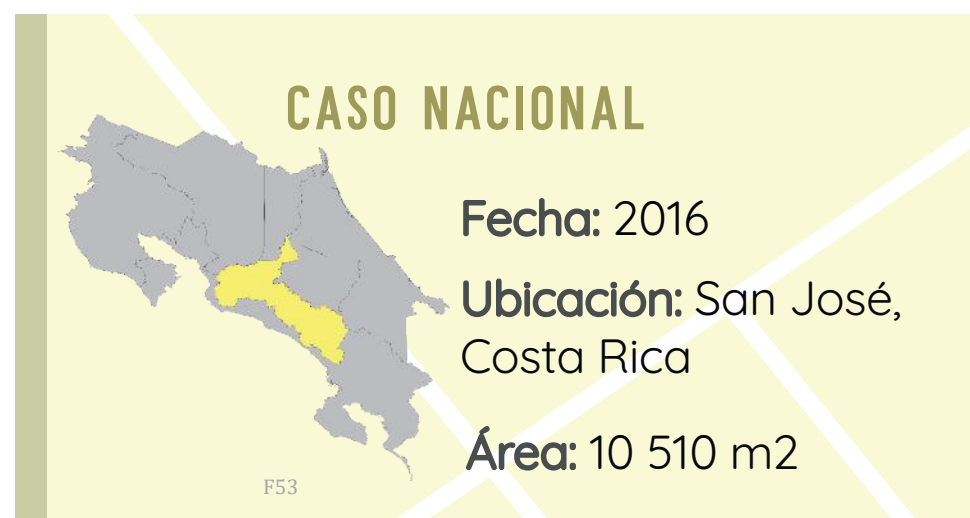 CASO NACIONAL
Fecha: 2016
Ubicación: San José,
Costa Rica
Área: 10 510 m2
F53